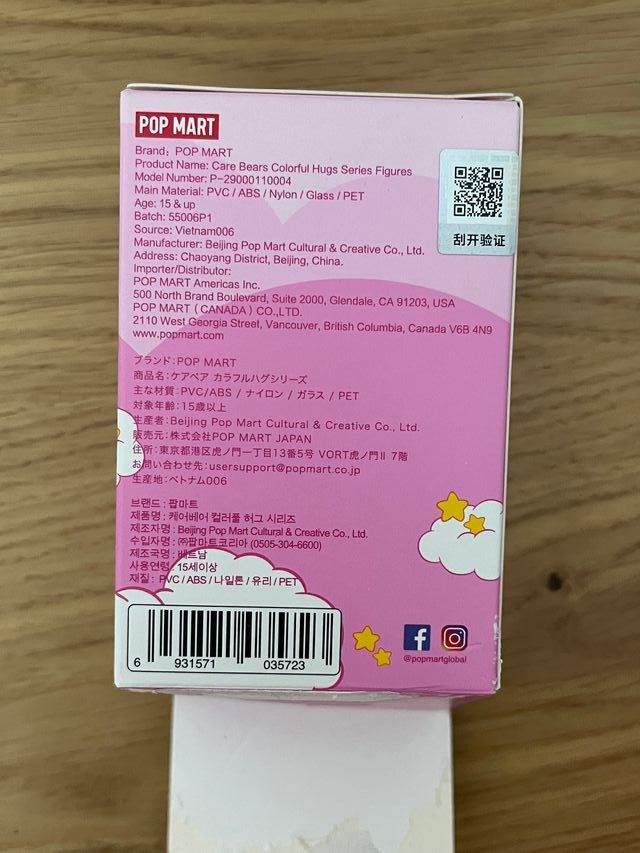 POP MART
Brand: POP MART
Product Name: Care Bears Colorful Hugs Series Figures
Model Number: P-29000110004
Main Material: PVC / ABS / Nylon / Glass / PET
Age: 15 & up
Batch: 55006P1
Source: Vietnam006
Manufacturer: Beijing Pop Mart Cultural & Creative Co., Ltd.
Address: Chaoyang District, Beijing, China.
Importer/Distributor:
POP MART Americas Inc.
500 North Brand Boulevard, Suite 2000, Glendale, CA 91203, USA
POP MART (CANADA) CO.,LTD.
2110 West Georgia Street, Vancouver, British Columbia, Canada V6B 4N9
www.popmart.com
刮开验证
ブランド:POP MART
商品名:ケアベア カラフルハグシリーズ
主な材質:PVC/ABS / ナイロン / ガラス / PET
対象年齢:15歳以上
生産者:Beijing Pop Mart Cultural & Creative Co., Ltd.
販売元:株式会社POP MART JAPAN
住所:東京都港区虎ノ門一丁目13番5号 VORT虎ノ門II 7階
お問い合わせ先:usersupport@popmart.co.jp
生産地:ベトナム006
브랜드 : 팝마트
제품명 : 케어베어 컬러풀 허그 시리즈
제조자명 : Beijing Pop Mart Cultural & Creative Co., Ltd.
수입자명 : ㈜팝마트코리아 (0505-304-6600)
제조국명 : 베트남
사용연령 : 15세이상
재질 : PVC / ABS / 나일론 / 유리 / PET
6 931571 035723
@popmartglobal